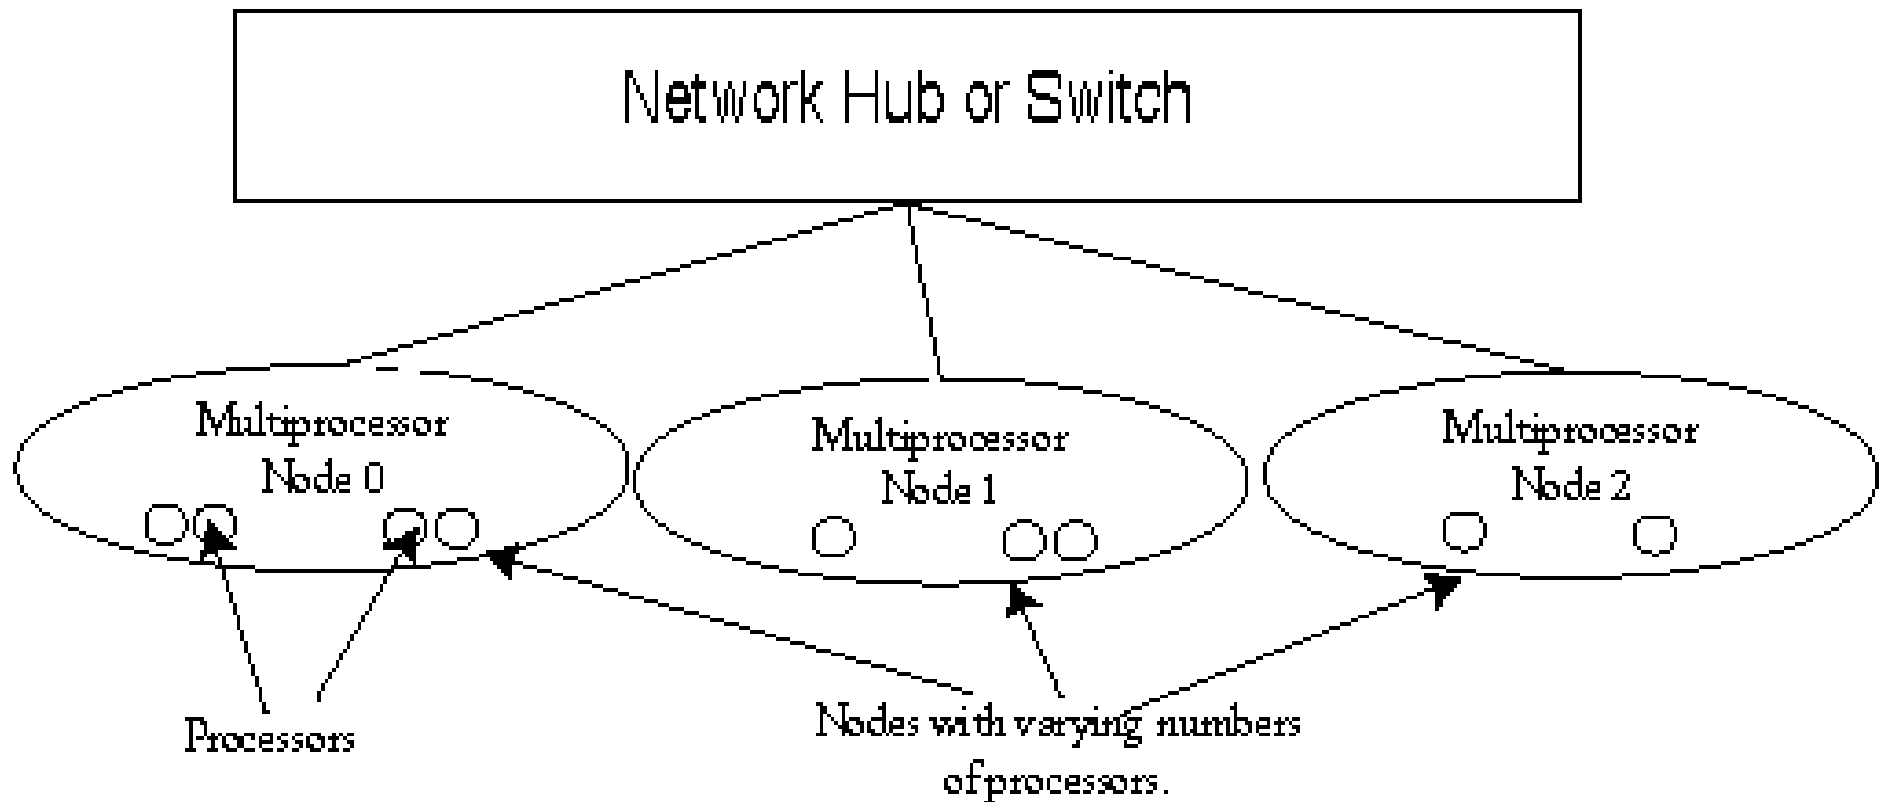 Network Hub or Switch
Multiprocessor
Node 0
Multiprocessor
Node 1
Multiprocessor
Node 2
Processors
Nodes with varying numbers
of processors.